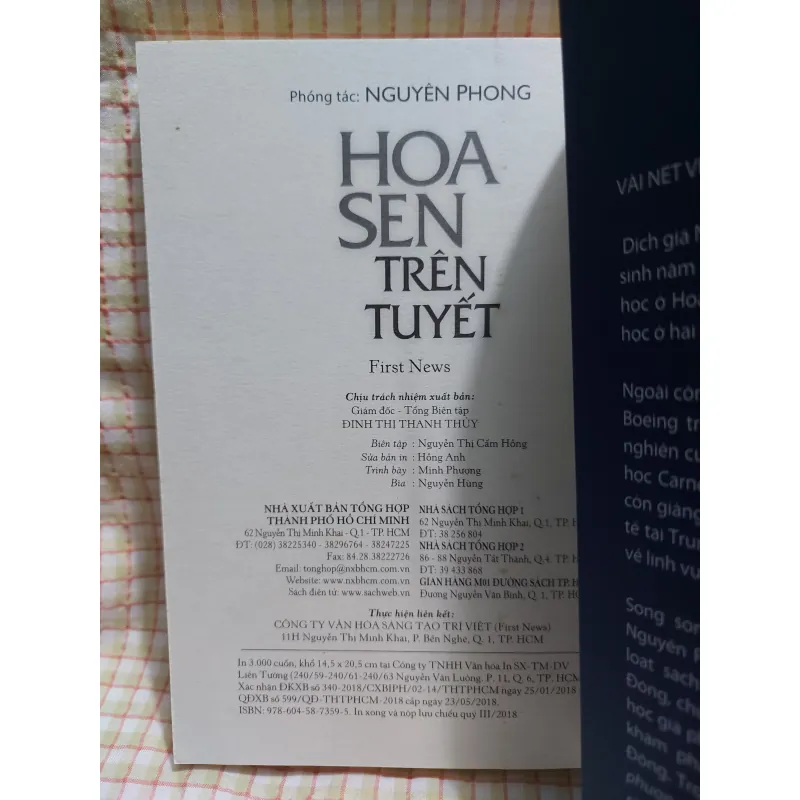 Phóng tác: NGUYÊN PHONG
HOA
SEN
TRÊN
TUYẾT
First News
Chịu trách nhiệm xuất bản:
Giám đốc - Tổng Biên tập
ĐINH THỊ THANH THỦY
Biên tập : Nguyễn Thị Cẩm Hồng
Sửa bản in : Hồng Anh
Trình bày : Minh Phượng
Bìa : Nguyễn Hùng
NHÀ XUẤT BẢN TỔNG HỢP
THÀNH PHỐ HỒ CHÍ MINH
62 Nguyễn Thị Minh Khai - Q.1 - TP. HCM
ĐT: (028) 38225340 - 38296764 - 38247225
Fax: 84.28.38222726
Email: tonghop@nxbhcm.com.vn
Website: www.nxbhcm.com.vn
Sách điện tử: www.sachweb.vn
NHÀ SÁCH TỔNG HỢP 1
62 Nguyễn Thị Minh Khai, Q.1, TP. H
ĐT: 38 256 804
NHÀ SÁCH TỔNG HỢP 2
86 - 88 Nguyễn Tất Thành, Q.4, TP. H
ĐT: 39 433 868
GIAN HÀNG M01 ĐƯỜNG SÁCH TP. H
Đường Nguyễn Văn Bình, Q. 1, TP. H
Thực hiện liên kết:
CÔNG TY VĂN HÓA SÁNG TẠO TRÍ VIỆT (First News)
11H Nguyễn Thị Minh Khai, P. Bến Nghé, Q. 1, TP. HCM
In 3.000 cuốn, khổ 14,5 x 20,5 cm tại Công ty TNHH Văn hóa In SX-TM-DV
Liên Tường (240/59-240/61-240/63 Nguyễn Văn Luông, P. 11, Q. 6, TP. HCM
Xác nhận ĐKXB số 340-2018/CXBIPH/02-14/THTPHCM ngày 25/01/2018
QĐXB số 599/QĐ-THTPHCM-2018 cấp ngày 23/05/2018.
ISBN: 978-604-58-7359-5. In xong và nộp lưu chiểu quý III/2018
VÀI NÉT V
Dịch giả N
sinh năm
học ở Ho
học ở hai
Ngoài côn
Boeing tr
nghiên cứ
học Carne
còn giảng
tế tại Trun
về lĩnh vự
Song son
Nguyên P
loạt sách
Đông, ch
học giả p
khám ph
Đông, Tr
phươn